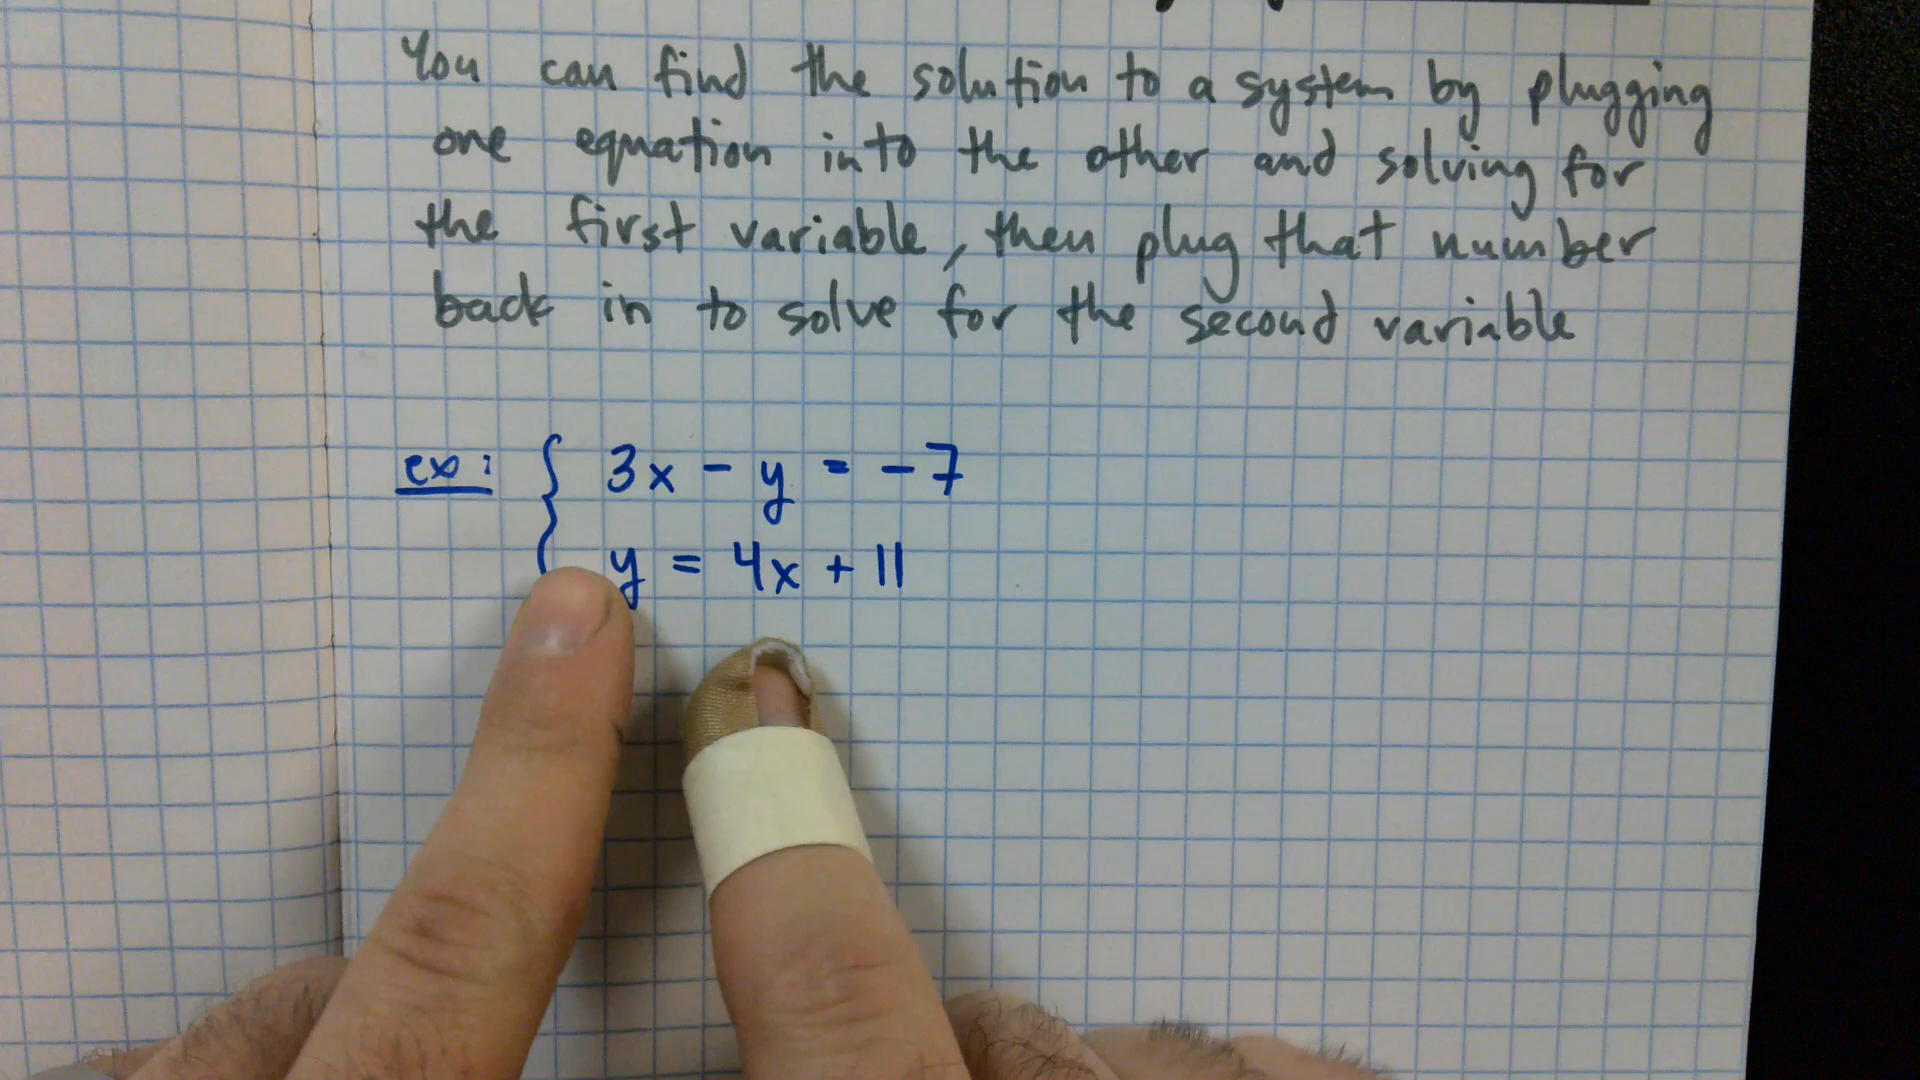 You can find the solution to a system by plugging
one equation into the other and solving for
the first variable, then plug that number
back in to solve for the second variable
ex: { 3x - y = -7
y = 4x + 11